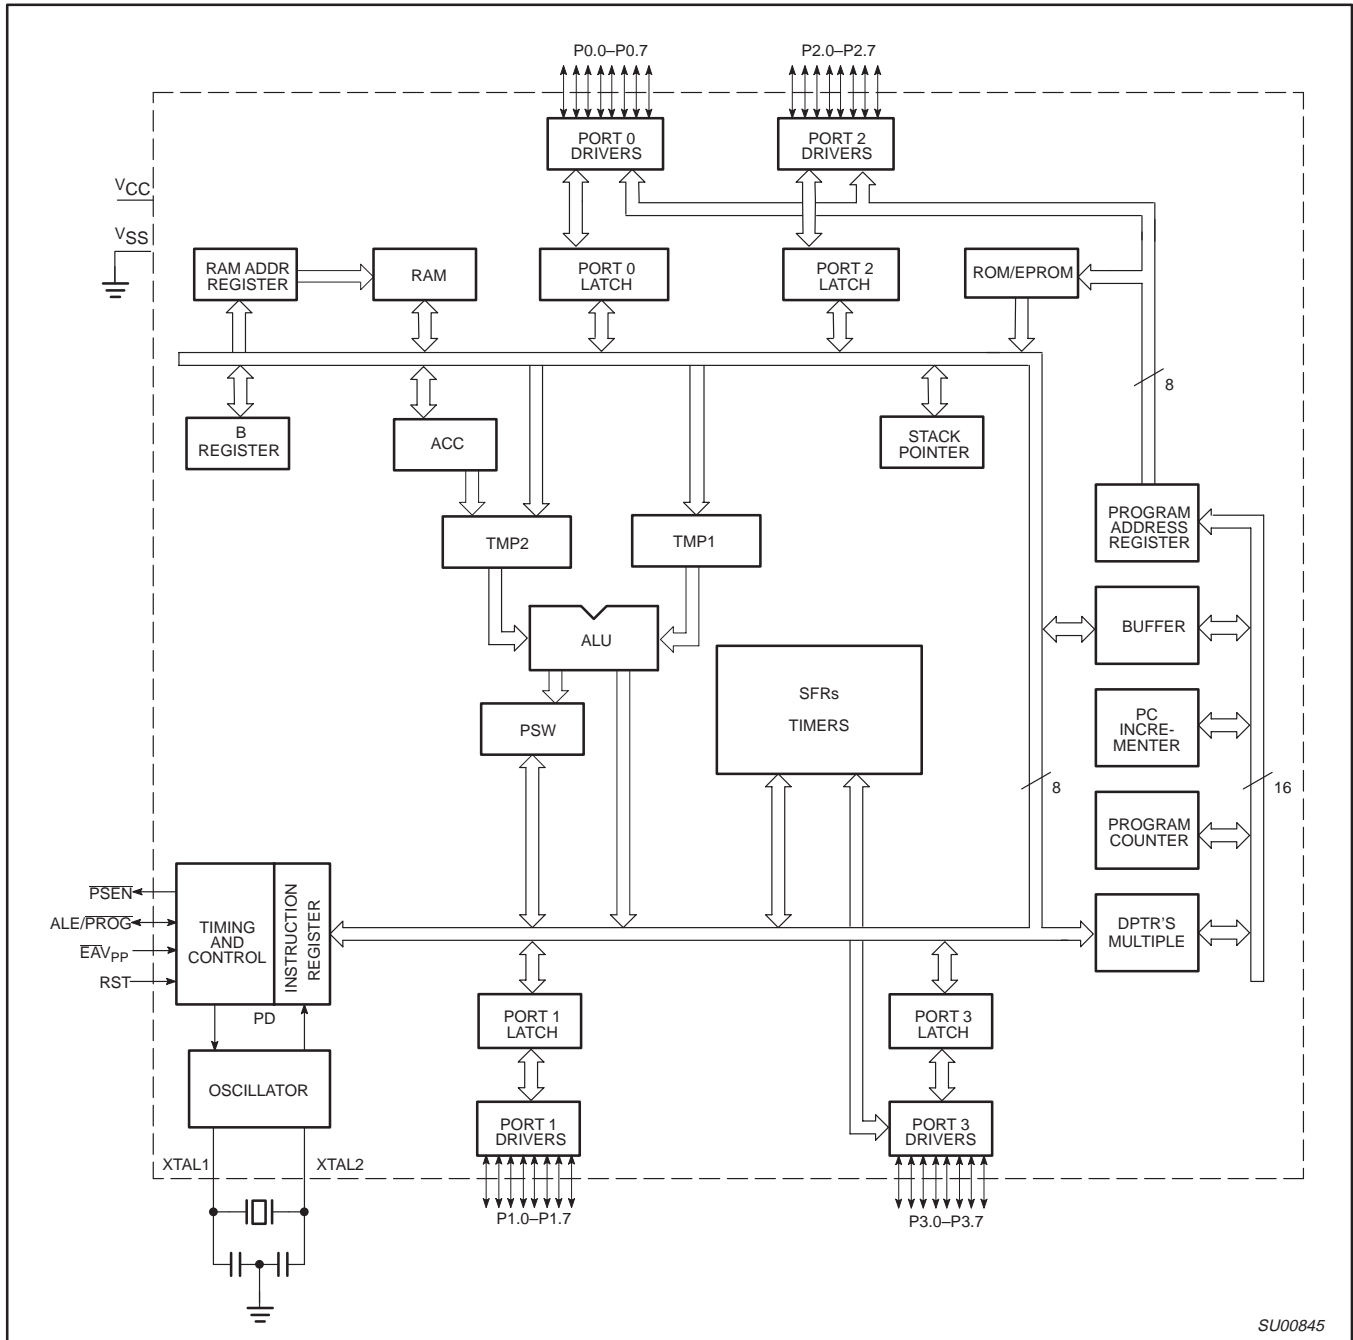 P0.0–P0.7
P2.0–P2.7
PORT 0
DRIVERS
PORT 2
DRIVERS
VCC
VSS
RAM ADDR
REGISTER
RAM
PORT 0
LATCH
PORT 2
LATCH
ROM/EPROM
8
B
REGISTER
ACC
STACK
POINTER
PROGRAM
ADDRESS
REGISTER
TMP2
TMP1
ALU
BUFFER
SFRs
TIMERS
PSW
PC
INCRE-
MENTER
8
16
PROGRAM
COUNTER
PSEN
ALE/PROG
EAVPP
RST
TIMING
AND
CONTROL
INSTRUCTION
REGISTER
DPTR'S
MULTIPLE
PD
PORT 1
LATCH
PORT 3
LATCH
OSCILLATOR
PORT 1
DRIVERS
PORT 3
DRIVERS
XTAL1
XTAL2
P1.0–P1.7
P3.0–P3.7
SU00845